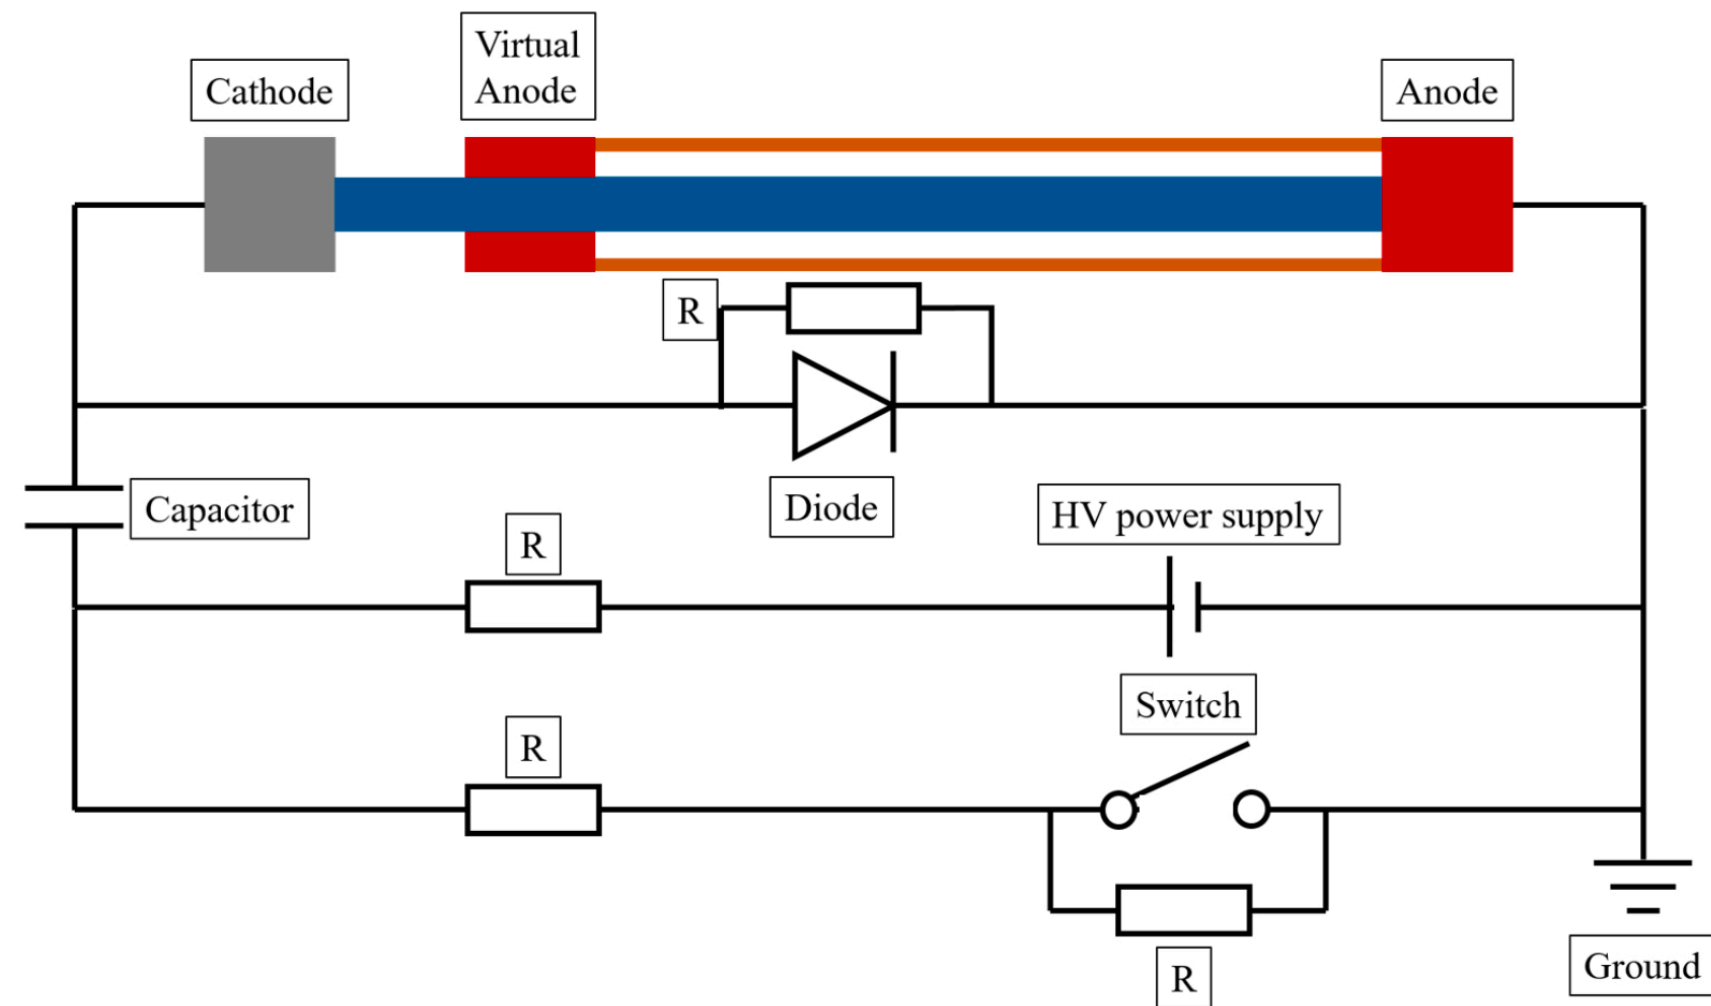 Virtual
Anode
Cathode
Anode
R
Diode
Capacitor
HV power supply
R
Switch
R
Ground
R